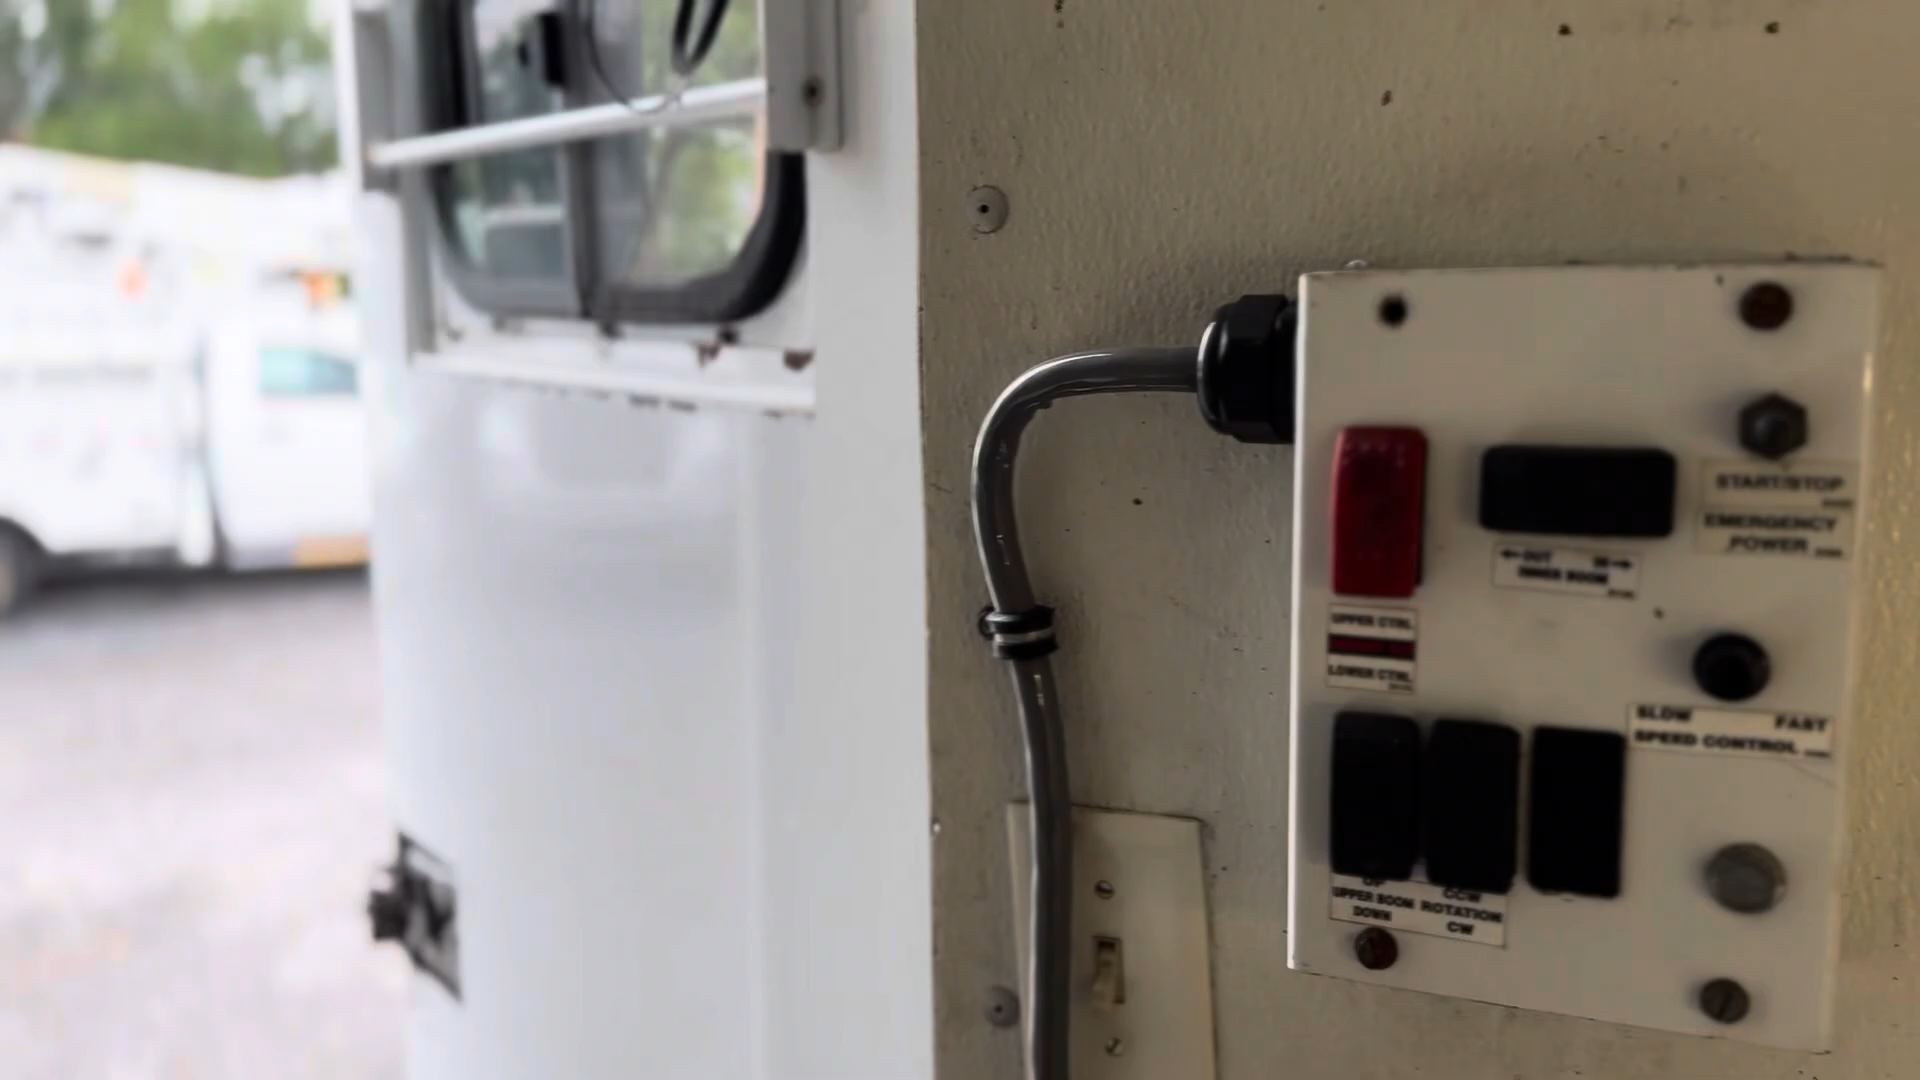 START/STOP
EMERGENCY
POWER
←OUT IN→
INNER BOOM
UPPER CTRL
LOWER CTRL
SLOW FAST
SPEED CONTROL
UP CCW
UPPER BOOM ROTATION
DOWN CW